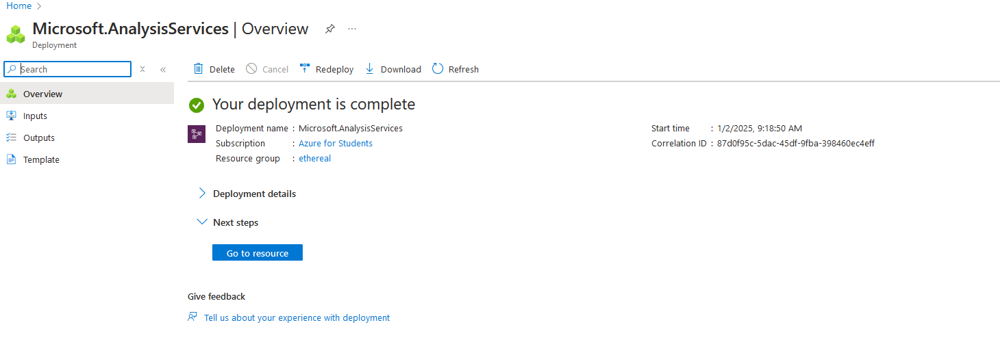 Home
Microsoft.AnalysisServices | Overview
Deployment
Search
Overview
Inputs
Outputs
Template
Delete Cancel Redeploy Download Refresh
Your deployment is complete
Deployment name : Microsoft.AnalysisServices
Subscription : Azure for Students
Resource group : ethereal
Start time : 1/2/2025, 9:18:50 AM
Correlation ID : 87d0f95c-5dac-45df-9fba-398460ec4eff
Deployment details
Next steps
Go to resource
Give feedback
Tell us about your experience with deployment